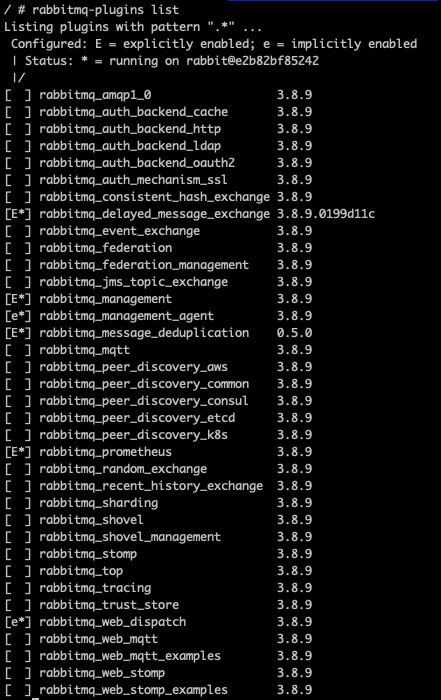 / # rabbitmq-plugins list
Listing plugins with pattern ".*" ...
 Configured: E = explicitly enabled; e = implicitly enabled
 | Status: * = running on rabbit@e2b82bf85242
 |/
[  ] rabbitmq_amqp1_0                  3.8.9
[  ] rabbitmq_auth_backend_cache       3.8.9
[  ] rabbitmq_auth_backend_http        3.8.9
[  ] rabbitmq_auth_backend_ldap        3.8.9
[  ] rabbitmq_auth_backend_oauth2      3.8.9
[  ] rabbitmq_auth_mechanism_ssl       3.8.9
[  ] rabbitmq_consistent_hash_exchange 3.8.9
[E*] rabbitmq_delayed_message_exchange 3.8.9.0199d11c
[  ] rabbitmq_event_exchange           3.8.9
[  ] rabbitmq_federation               3.8.9
[  ] rabbitmq_federation_management    3.8.9
[  ] rabbitmq_jms_topic_exchange       3.8.9
[E*] rabbitmq_management               3.8.9
[e*] rabbitmq_management_agent         3.8.9
[E*] rabbitmq_message_deduplication    0.5.0
[  ] rabbitmq_mqtt                     3.8.9
[  ] rabbitmq_peer_discovery_aws       3.8.9
[  ] rabbitmq_peer_discovery_common    3.8.9
[  ] rabbitmq_peer_discovery_consul    3.8.9
[  ] rabbitmq_peer_discovery_etcd      3.8.9
[  ] rabbitmq_peer_discovery_k8s       3.8.9
[E*] rabbitmq_prometheus               3.8.9
[  ] rabbitmq_random_exchange          3.8.9
[  ] rabbitmq_recent_history_exchange  3.8.9
[  ] rabbitmq_sharding                 3.8.9
[  ] rabbitmq_shovel                   3.8.9
[  ] rabbitmq_shovel_management        3.8.9
[  ] rabbitmq_stomp                    3.8.9
[  ] rabbitmq_top                      3.8.9
[  ] rabbitmq_tracing                  3.8.9
[  ] rabbitmq_trust_store              3.8.9
[e*] rabbitmq_web_dispatch             3.8.9
[  ] rabbitmq_web_mqtt                 3.8.9
[  ] rabbitmq_web_mqtt_examples        3.8.9
[  ] rabbitmq_web_stomp                3.8.9
[  ] rabbitmq_web_stomp_examples       3.8.9